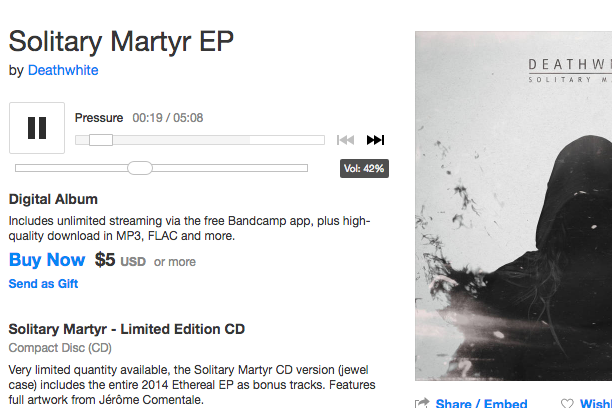 Solitary Martyr EP
by Deathwhite
Pressure 00:19 / 05:08
Vol: 42%
Digital Album
Includes unlimited streaming via the free Bandcamp app, plus high-
quality download in MP3, FLAC and more.
Buy Now $5 USD or more
Send as Gift
Solitary Martyr - Limited Edition CD
Compact Disc (CD)
Very limited quantity available, the Solitary Martyr CD version (jewel
case) includes the entire 2014 Ethereal EP as bonus tracks. Features
full artwork from Jérôme Comentale.
DEATHW
SOLITARY M
Share / Embed
Wishl